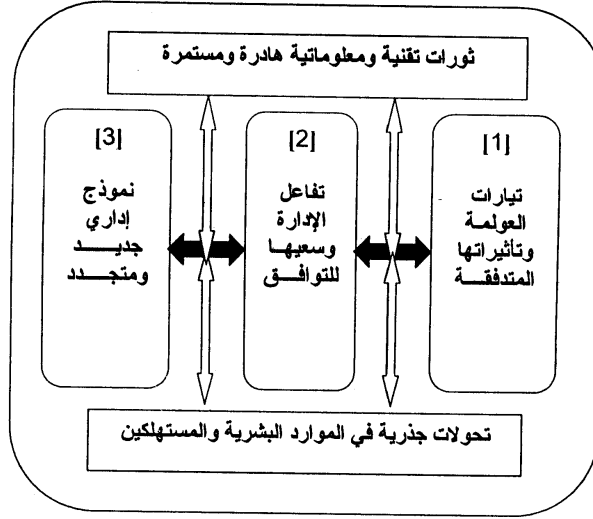 ثورات تقنية ومعلوماتية هادرة ومستمرة
[1]
تيارات
العولمة
وتأثيراتها
المتدفقة
[2]
تفاعل
الإدارة
وسعيها
للتوافق
[3]
نموذج
إداري
جديد
ومتجدد
تحولات جذرية في الموارد البشرية والمستهلكين